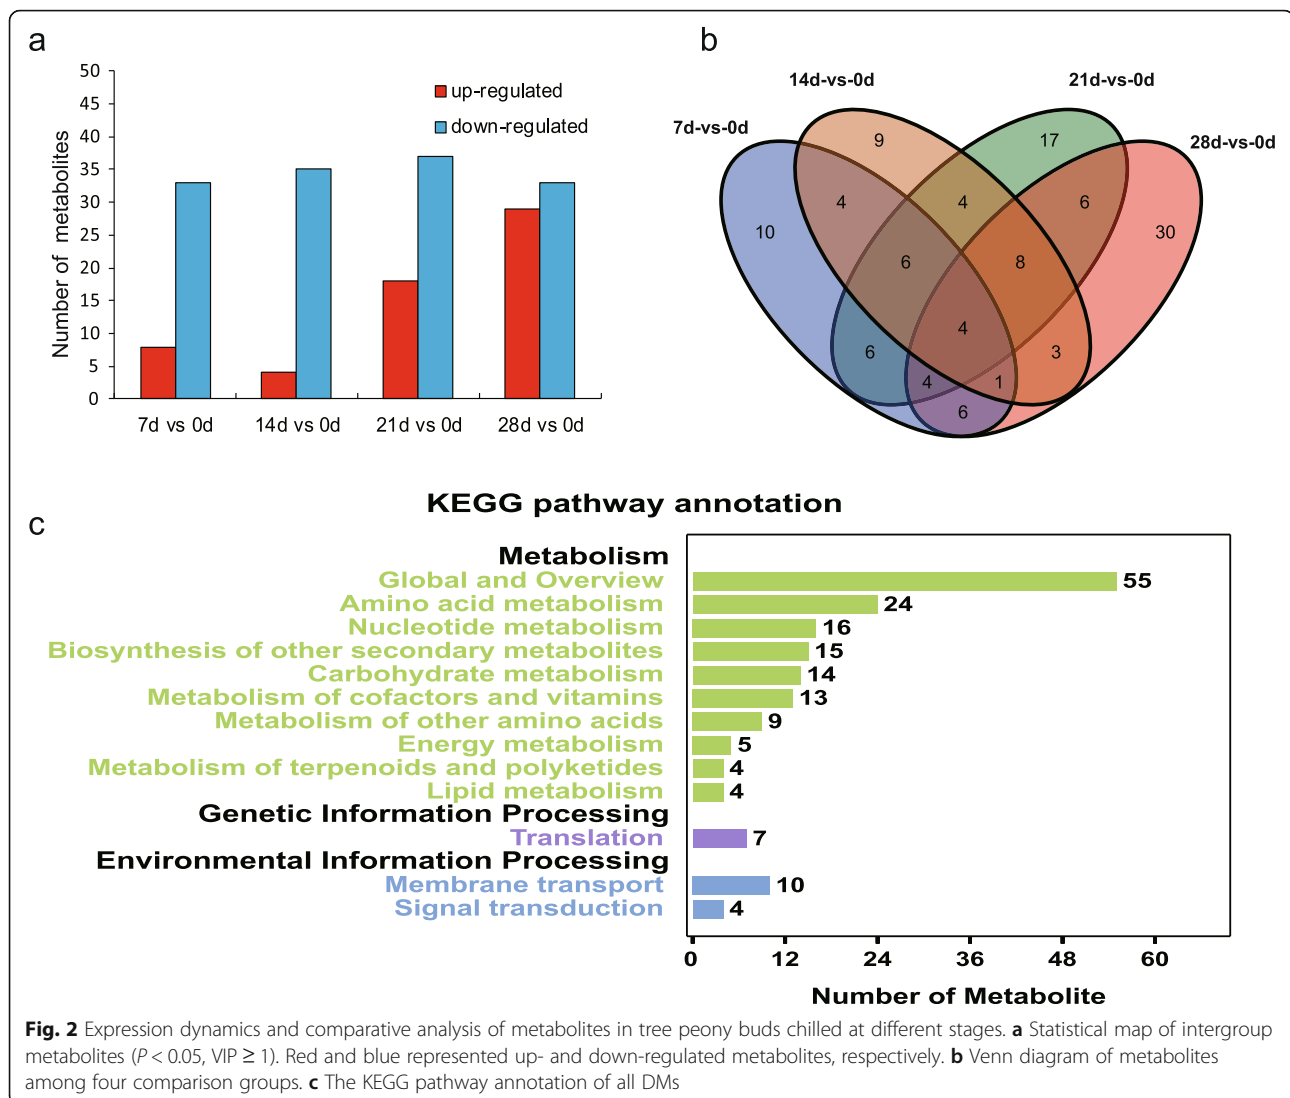 a
50
45
40
35
30
25
20
15
10
5
0
Number of metabolites
up-regulated
down-regulated
7d vs 0d
14d vs 0d
21d vs 0d
28d vs 0d
b
14d-vs-0d
21d-vs-0d
7d-vs-0d
28d-vs-0d
9
17
4
4
6
10
30
6
8
4
6
3
4
1
6
KEGG pathway annotation
c
Metabolism
Global and Overview 55
Amino acid metabolism 24
Nucleotide metabolism 16
Biosynthesis of other secondary metabolites 15
Carbohydrate metabolism 14
Metabolism of cofactors and vitamins 13
Metabolism of other amino acids 9
Energy metabolism 5
Metabolism of terpenoids and polyketides 4
Lipid metabolism 4
Genetic Information Processing
Translation 7
Environmental Information Processing
Membrane transport 10
Signal transduction 4
0 12 24 36 48 60
Number of Metabolite
Fig. 2 Expression dynamics and comparative analysis of metabolites in tree peony buds chilled at different stages. a Statistical map of intergroup
metabolites (P < 0.05, VIP ≥ 1). Red and blue represented up- and down-regulated metabolites, respectively. b Venn diagram of metabolites
among four comparison groups. c The KEGG pathway annotation of all DMs